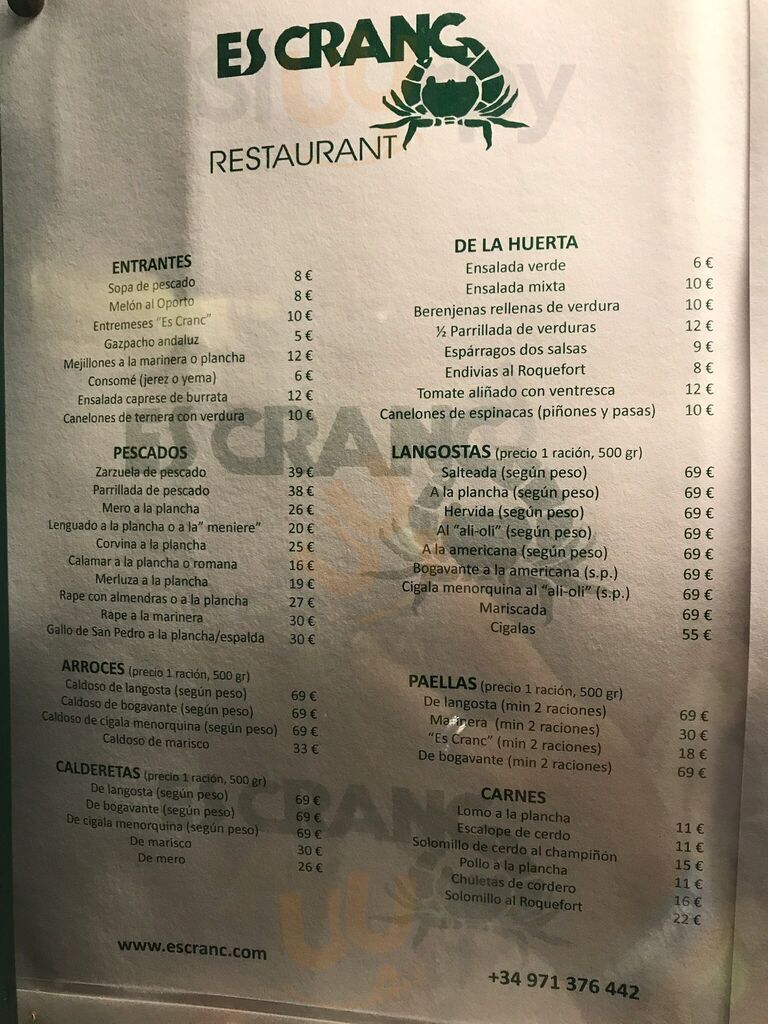 ES CRANC
RESTAURANT
ENTRANTES
Sopa de pescado 8 €
Melón al Oporto 8 €
Entremeses "Es Cranc" 10 €
Gazpacho andaluz 5 €
Mejillones a la marinera o plancha 12 €
Consomé (jerez o yema) 6 €
Ensalada caprese de burrata 12 €
Canelones de ternera con verdura 10 €
PESCADOS
Zarzuela de pescado 39 €
Parrillada de pescado 38 €
Mero a la plancha 26 €
Lenguado a la plancha o a la" meniere" 20 €
Corvina a la plancha 25 €
Calamar a la plancha o romana 16 €
Merluza a la plancha 19 €
Rape con almendras o a la plancha 27 €
Rape a la marinera 30 €
Gallo de San Pedro a la plancha/espalda 30 €
ARROCES (precio 1 ración, 500 gr)
Caldoso de langosta (según peso) 69 €
Caldoso de bogavante (según peso) 69 €
Caldoso de cigala menorquina (según peso) 69 €
Caldoso de marisco 33 €
CALDERETAS (precio 1 ración, 500 gr)
De langosta (según peso) 69 €
De bogavante (según peso) 69 €
De cigala menorquina (según peso) 69 €
De marisco 30 €
De mero 26 €
www.escranc.com
DE LA HUERTA
Ensalada verde 6 €
Ensalada mixta 10 €
Berenjenas rellenas de verdura 10 €
½ Parrillada de verduras 12 €
Espárragos dos salsas 9 €
Endivias al Roquefort 8 €
Tomate aliñado con ventresca 12 €
Canelones de espinacas (piñones y pasas) 10 €
LANGOSTAS (precio 1 ración, 500 gr)
Salteada (según peso) 69 €
A la plancha (según peso) 69 €
Hervida (según peso) 69 €
Al "ali-oli" (según peso) 69 €
A la americana (según peso) 69 €
Bogavante a la americana (s.p.) 69 €
Cigala menorquina al "ali-oli" (s.p.) 69 €
Mariscada 69 €
Cigalas 55 €
PAELLAS (precio 1 ración, 500 gr)
De langosta (min 2 raciones) 69 €
Marinera (min 2 raciones) 30 €
"Es Cranc" (min 2 raciones) 18 €
De bogavante (min 2 raciones) 69 €
CARNES
Lomo a la plancha 11 €
Escalope de cerdo 11 €
Solomillo de cerdo al champiñón 15 €
Pollo a la plancha 11 €
Chuletas de cordero 16 €
Solomillo al Roquefort 22 €
+34 971 376 442